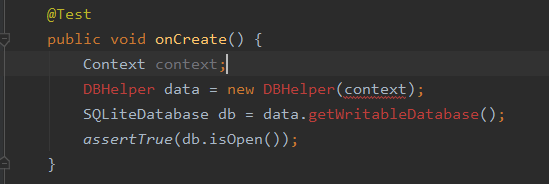 @Test
public void onCreate() {
Context context;
DBHelper data = new DBHelper(context);
SQLiteDatabase db = data.getWritableDatabase();
assertTrue(db.isOpen());
}